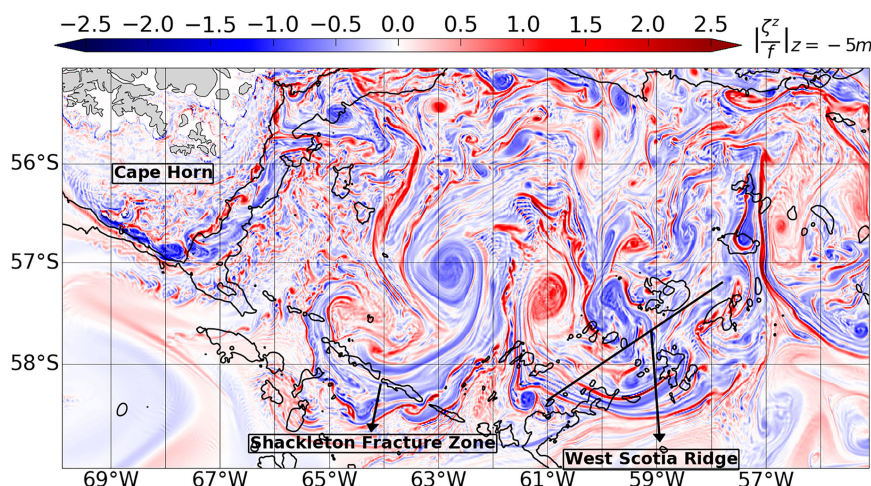 −2.5 −2.0 −1.5 −1.0 −0.5 0.0 0.5 1.0 1.5 2.0 2.5
|ζᶻ/f| z = −5m
56°S
Cape Horn
57°S
58°S
Shackleton Fracture Zone
West Scotia Ridge
69°W 67°W 65°W 63°W 61°W 59°W 57°W